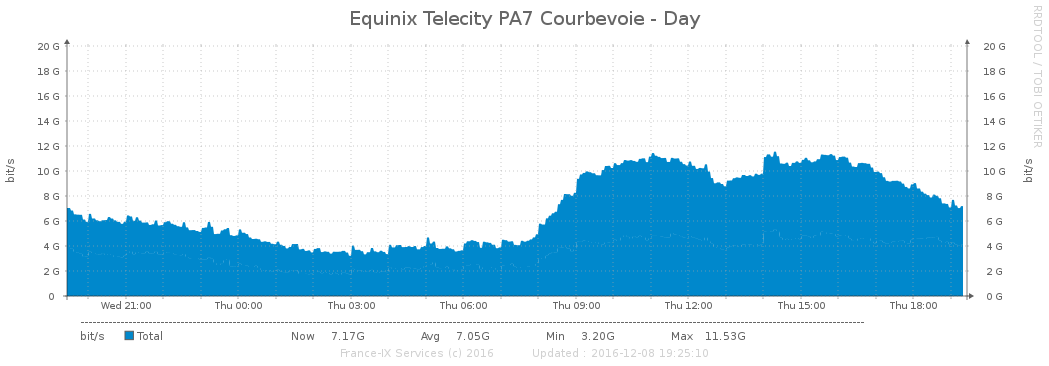 Equinix Telecity PA7 Courbevoie - Day
RRDTOOL / TOBI OETIKER
bit/s
bit/s
20 G 20 G
18 G 18 G
16 G 16 G
14 G 14 G
12 G 12 G
10 G 10 G
8 G 8 G
6 G 6 G
4 G 4 G
2 G 2 G
0 0 G
Wed 21:00 Thu 00:00 Thu 03:00 Thu 06:00 Thu 09:00 Thu 12:00 Thu 15:00 Thu 18:00
bit/s Total Now 7.17G Avg 7.05G Min 3.20G Max 11.53G
France-IX Services (c) 2016 Updated : 2016-12-08 19:25:10